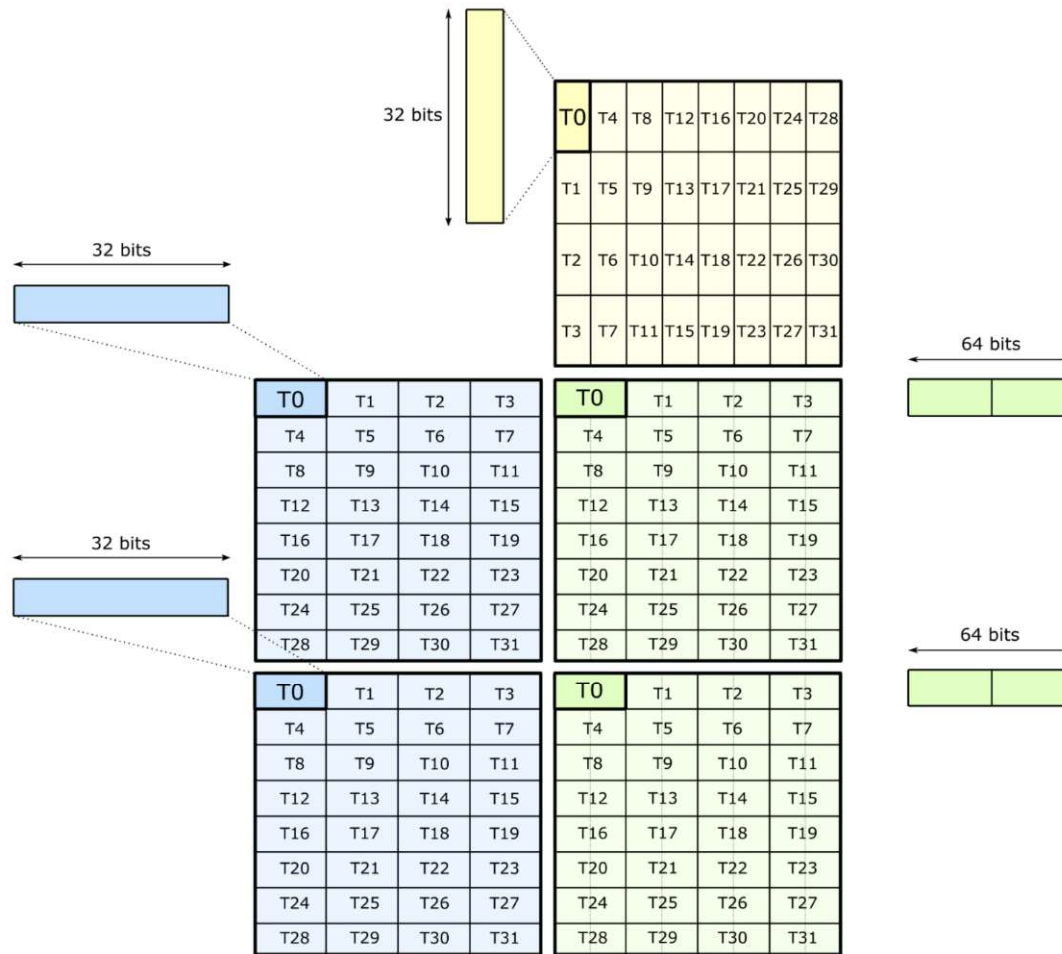 32 bits
T0 T4 T8 T12 T16 T20 T24 T28
T1 T5 T9 T13 T17 T21 T25 T29
T2 T6 T10 T14 T18 T22 T26 T30
T3 T7 T11 T15 T19 T23 T27 T31
32 bits
64 bits
T0 T1 T2 T3 T0 T1 T2 T3
T4 T5 T6 T7 T4 T5 T6 T7
T8 T9 T10 T11 T8 T9 T10 T11
T12 T13 T14 T15 T12 T13 T14 T15
T16 T17 T18 T19 T16 T17 T18 T19
T20 T21 T22 T23 T20 T21 T22 T23
T24 T25 T26 T27 T24 T25 T26 T27
T28 T29 T30 T31 T28 T29 T30 T31
32 bits
64 bits
T0 T1 T2 T3 T0 T1 T2 T3
T4 T5 T6 T7 T4 T5 T6 T7
T8 T9 T10 T11 T8 T9 T10 T11
T12 T13 T14 T15 T12 T13 T14 T15
T16 T17 T18 T19 T16 T17 T18 T19
T20 T21 T22 T23 T20 T21 T22 T23
T24 T25 T26 T27 T24 T25 T26 T27
T28 T29 T30 T31 T28 T29 T30 T31